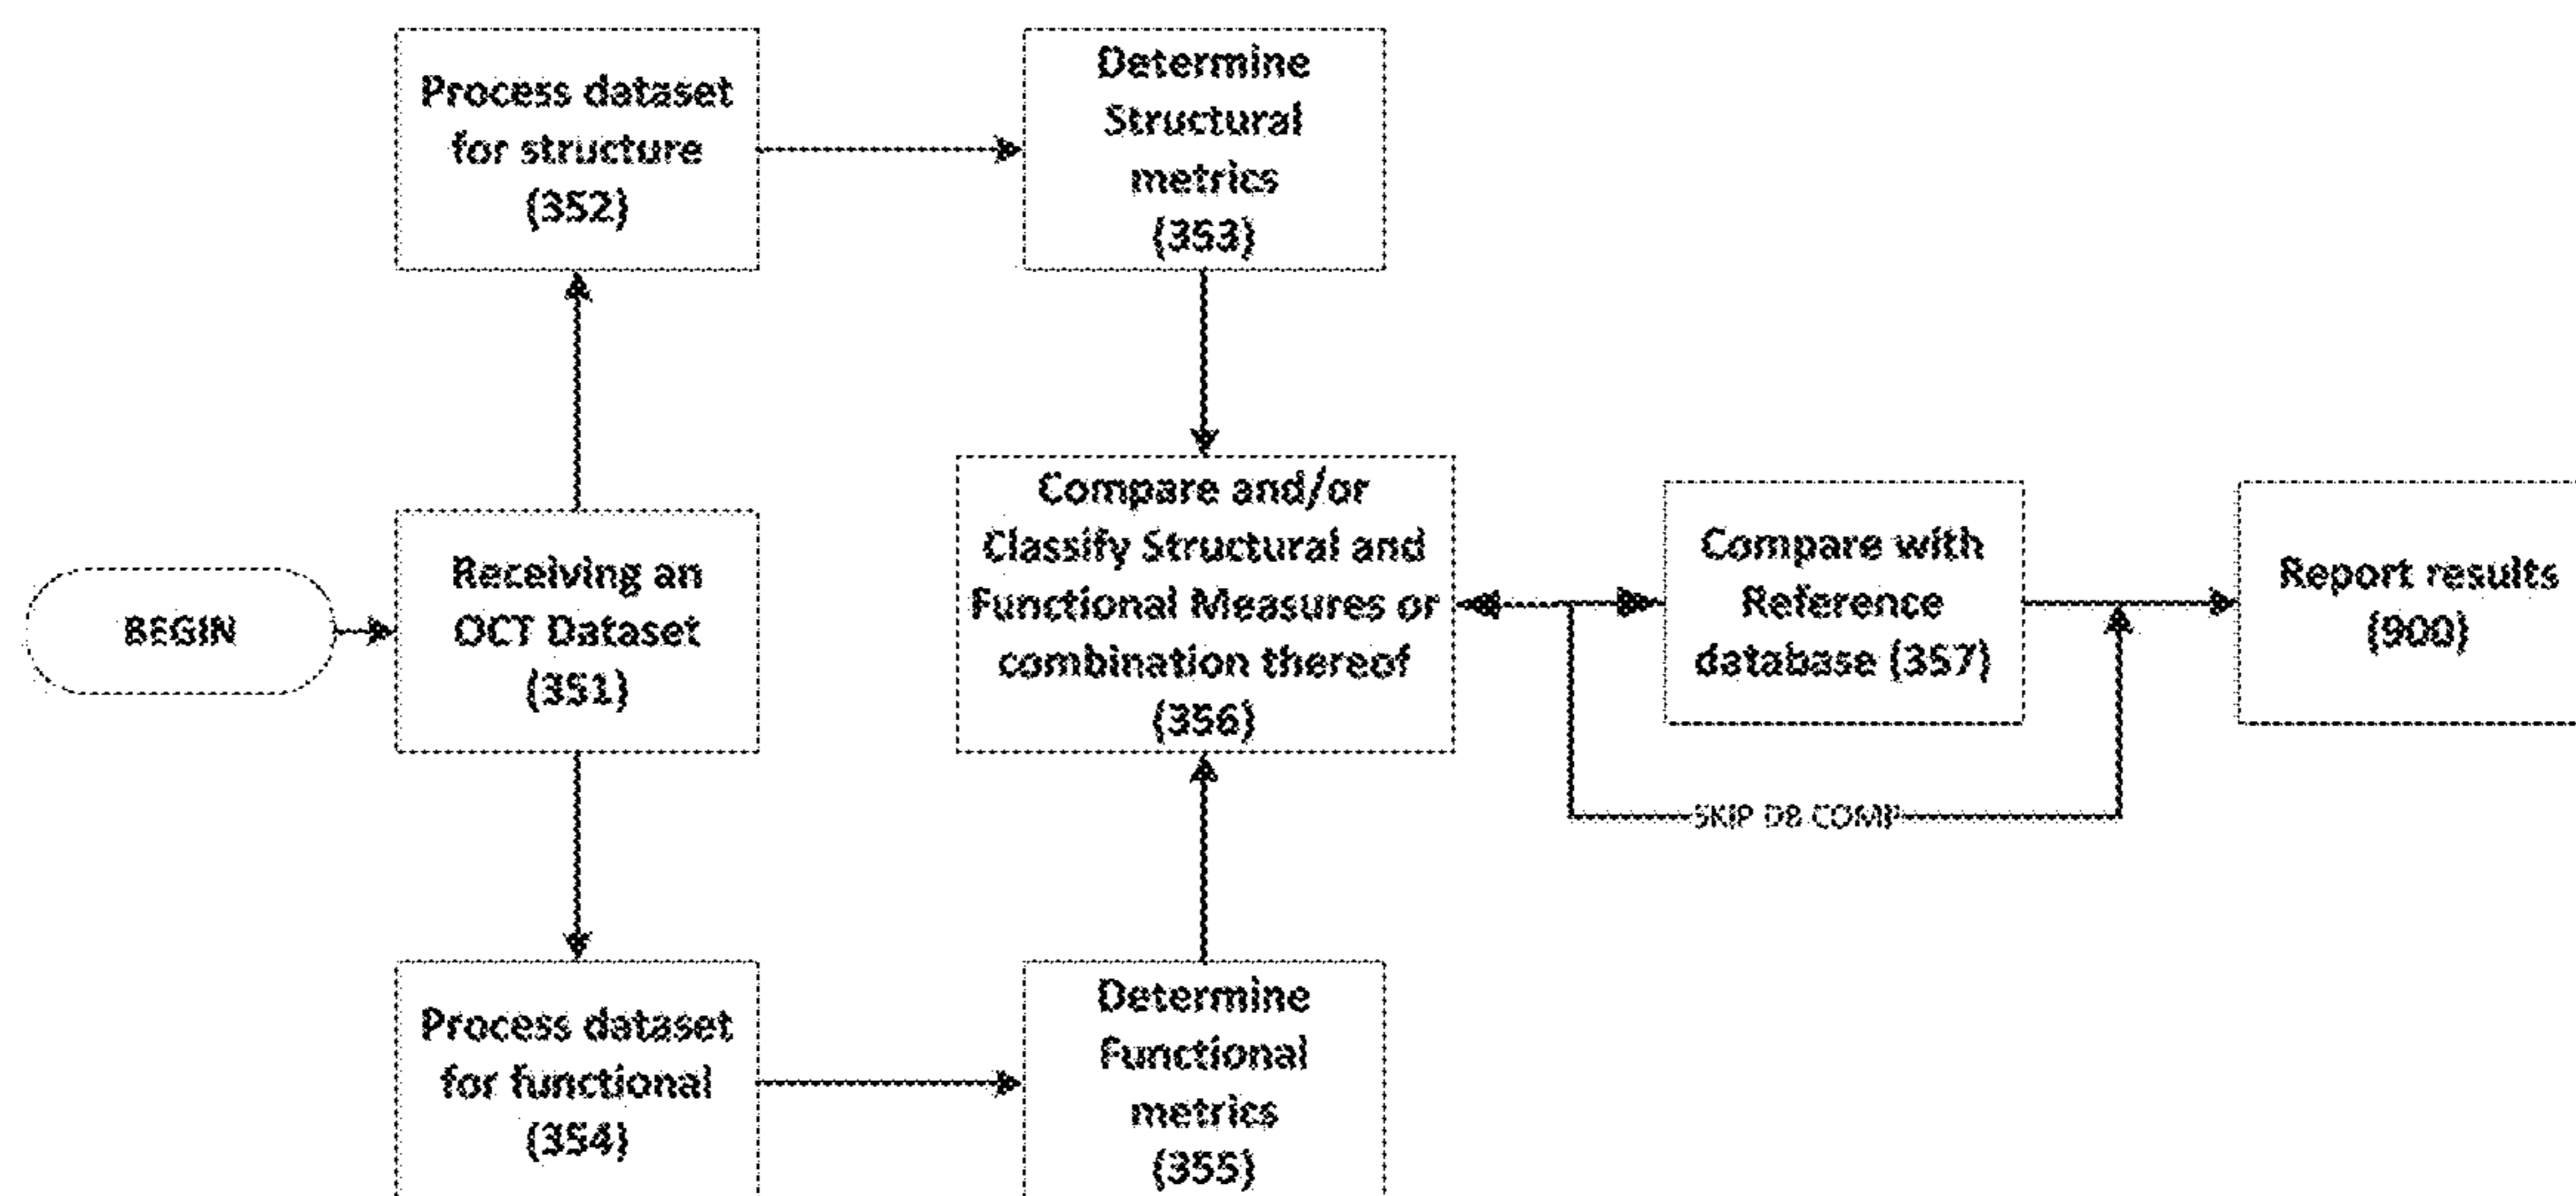 Process dataset
for structure
(352)
Determine
Structural
metrics
(353)
BEGIN
Receiving an
OCT Dataset
(351)
Compare and/or
Classify Structural and
Functional Measures or
combination thereof
(356)
Compare with
Reference
database (357)
Report results
(900)
SKIP DB COMP
Process dataset
for functional
(354)
Determine
Functional
metrics
(355)